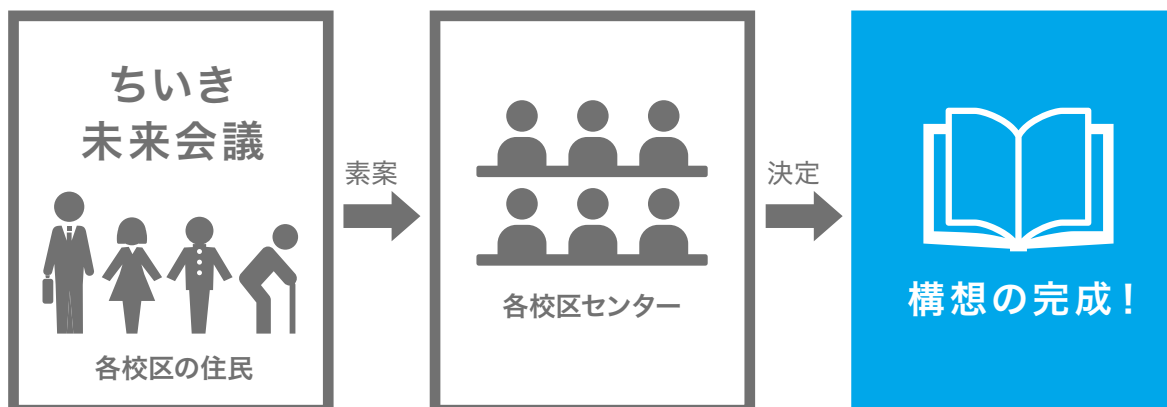 ちいき
未来会議
各校区の住民
素案
各校区センター
決定
構想の完成！